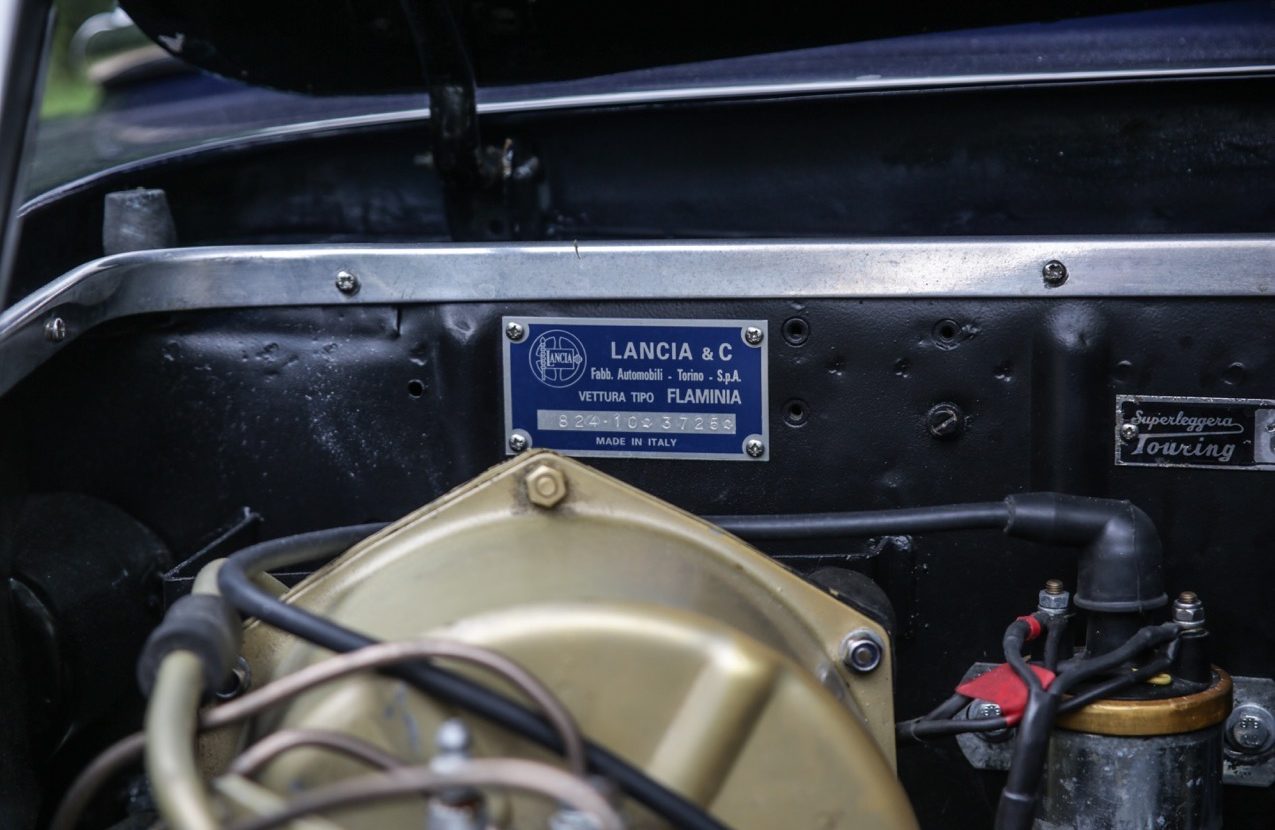 LANCIA
LANCIA & C
Fabb. Automobili - Torino - S.p.A.
VETTURA TIPO FLAMINIA
824-10 3725
MADE IN ITALY
Superleggera
Touring